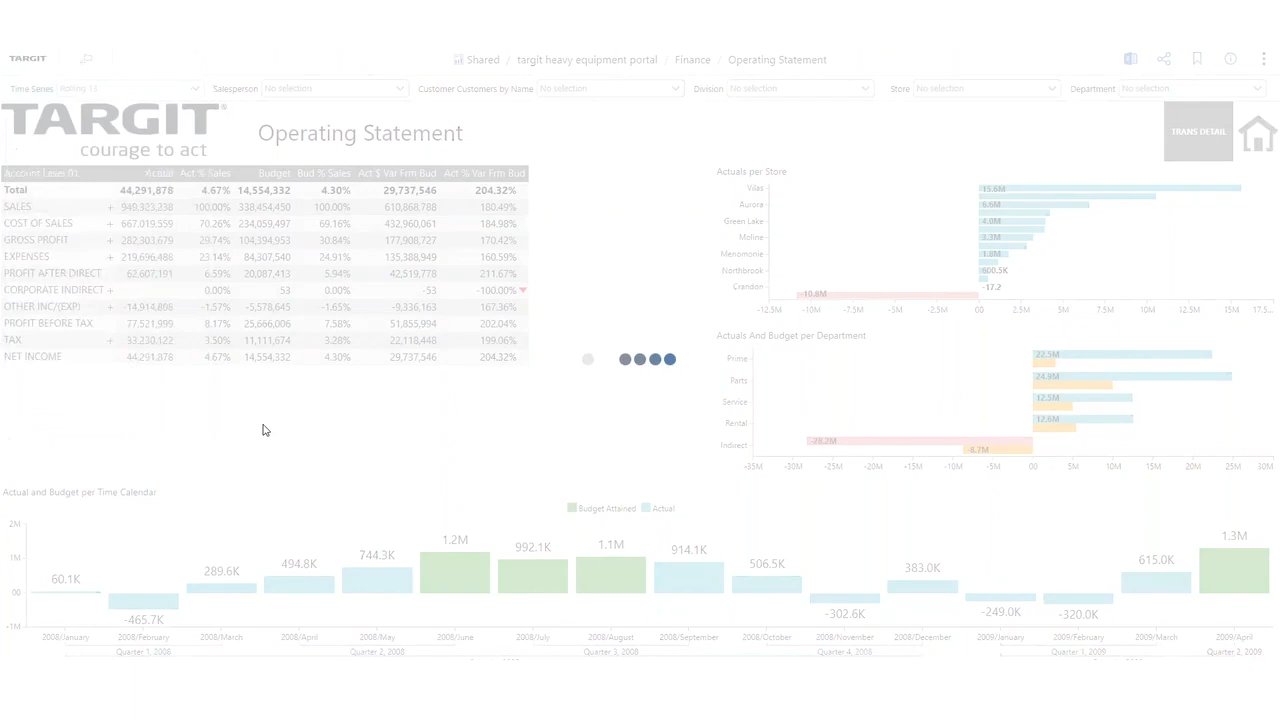 TARGIT
Shared / targit heavy equipment portal / Finance / Operating Statement
Time Series Rolling 13 Salesperson No selection Customer Customers by Name No selection Division No selection Store No selection Department No selection
TARGIT
courage to act
Operating Statement
TRANS DETAIL
Actual Act % Sales Budget Bud % Sales Act $ Var Frm Bud Act % Var Frm Bud
Total 44,291,878 4.67% 14,554,332 4.30% 29,737,546 204.32%
SALES + 949,323,238 100.00% 338,454,450 100.00% 610,868,788 180.49%
COST OF SALES + 667,019,559 70.26% 234,059,497 69.16% 432,960,061 184.98%
GROSS PROFIT + 282,303,679 29.74% 104,394,953 30.84% 177,908,727 170.42%
EXPENSES + 219,696,488 23.14% 84,307,540 24.91% 135,388,949 160.59%
PROFIT AFTER DIRECT 62,607,191 6.59% 20,087,413 5.94% 42,519,778 211.67%
CORPORATE INDIRECT + 0.00% 53 0.00% -53 -100.00%
OTHER INC/(EXP) + -14,914,808 -1.57% -5,578,645 -1.65% -9,336,163 167.36%
PROFIT BEFORE TAX 77,521,999 8.17% 25,666,006 7.58% 51,855,994 202.04%
TAX + 33,230,122 3.50% 11,111,674 3.28% 22,118,448 199.06%
NET INCOME 44,291,878 4.67% 14,554,332 4.30% 29,737,546 204.32%
Actuals per Store
Vilas 15.6M
Aurora 6.6M
Green Lake 4.0M
Moline 3.3M
Menomonie 1.8M
Northbrook 600.5K
Crandon -17.2
-10.8M
-12.5M -10M -7.5M -5M -2.5M 00 2.5M 5M 7.5M 10M 12.5M 15M 17.5...
Actuals And Budget per Department
Prime 22.5M
Parts 24.8M
Service 12.5M
Rental 12.6M
Indirect -28.2M
-8.7M
-35M -30M -25M -20M -15M -10M -5M 00 5M 10M 15M 20M 25M 30M
Actual and Budget per Time Calendar
Budget Attained Actual
2M
1M
00
-1M
60.1K -465.7K 289.6K 494.8K 744.3K 1.2M 992.1K 1.1M 914.1K 506.5K -302.6K 383.0K -249.0K -320.0K 615.0K 1.3M
2008/January 2008/February 2008/March 2008/April 2008/May 2008/June 2008/July 2008/August 2008/September 2008/October 2008/November 2008/December 2009/January 2009/February 2009/March 2009/April
Quarter 1, 2008 Quarter 2, 2008 Quarter 3, 2008 Quarter 4, 2008 Quarter 1, 2009 Quarter 2, 2009